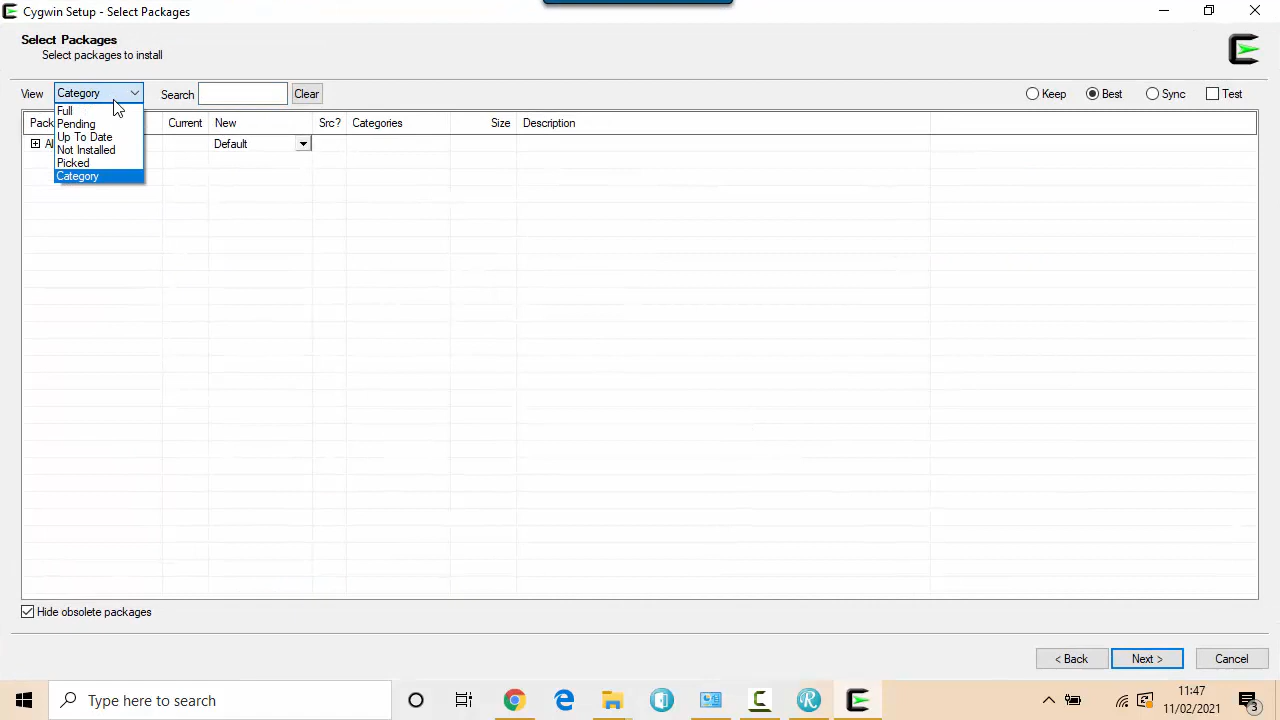 Cygwin Setup - Select Packages
Select Packages
Select packages to install
View Category Search Clear Keep Best Sync Test
Full
Pending
Up To Date
Not Installed
Picked
Category
Current New Src? Categories Size Description
Default
Hide obsolete packages
< Back Next > Cancel
Type here to search
11:47
11/02/2021
3